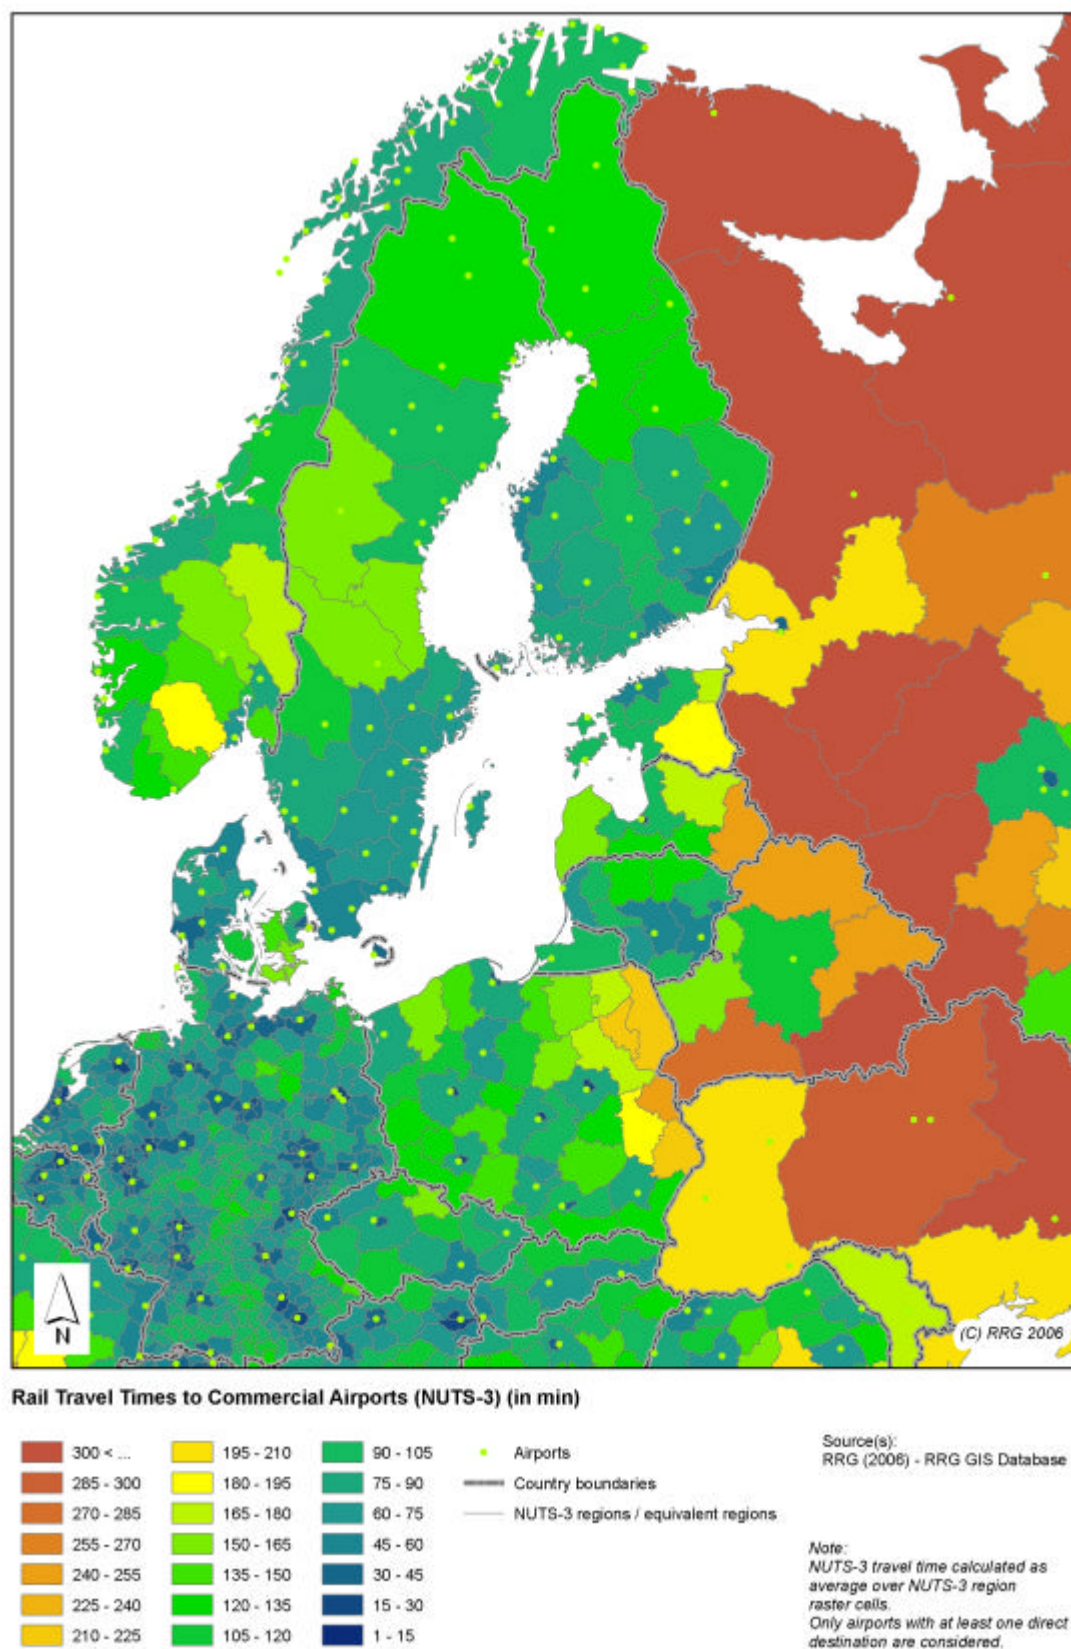 N
(C) RRG 2006
Rail Travel Times to Commercial Airports (NUTS-3) (in min)
300 < ...
285 - 300
270 - 285
255 - 270
240 - 255
225 - 240
210 - 225
195 - 210
180 - 195
165 - 180
150 - 165
135 - 150
120 - 135
105 - 120
90 - 105
75 - 90
60 - 75
45 - 60
30 - 45
15 - 30
1 - 15
Airports
Country boundaries
NUTS-3 regions / equivalent regions
Source(s):
RRG (2006) - RRG GIS Database
Note:
NUTS-3 travel time calculated as
average over NUTS-3 region
raster cells.
Only airports with at least one direct
destination are considered.